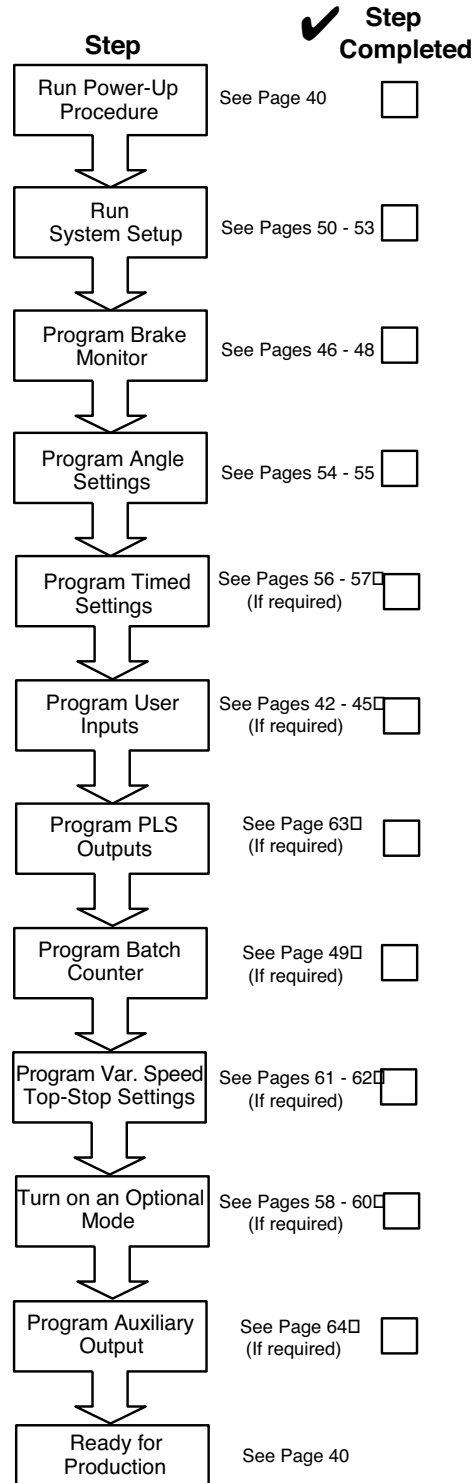 Step
✔ Step
Completed
Run Power-Up
Procedure
See Page 40
Run
System Setup
See Pages 50 - 53
Program Brake
Monitor
See Pages 46 - 48
Program Angle
Settings
See Pages 54 - 55
Program Timed
Settings
See Pages 56 - 57
(If required)
Program User
Inputs
See Pages 42 - 45
(If required)
Program PLS
Outputs
See Page 63
(If required)
Program Batch
Counter
See Page 49
(If required)
Program Var. Speed
Top-Stop Settings
See Pages 61 - 62
(If required)
Turn on an Optional
Mode
See Pages 58 - 60
(If required)
Program Auxiliary
Output
See Page 64
(If required)
Ready for
Production
See Page 40